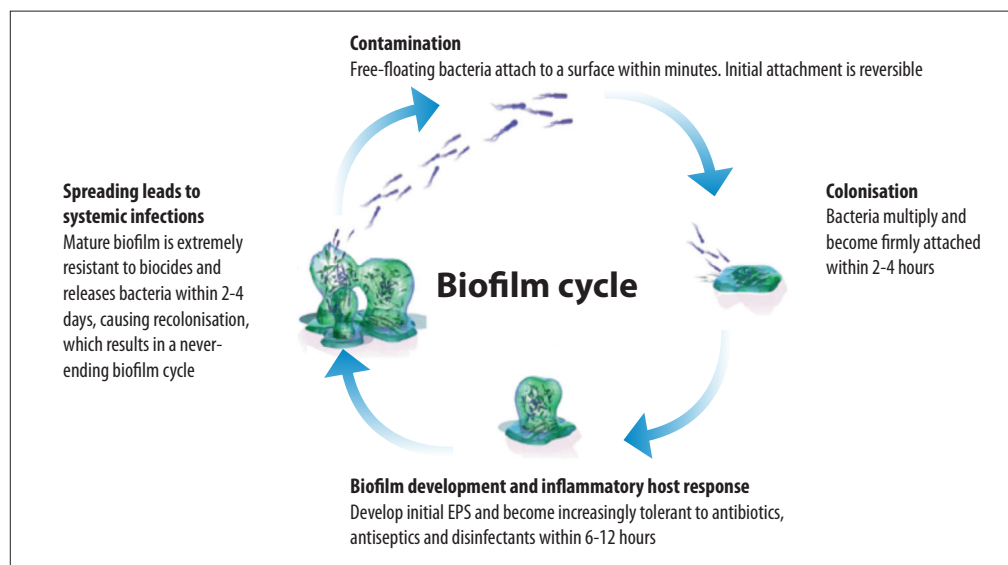 Contamination
Free-floating bacteria attach to a surface within minutes. Initial attachment is reversible
Colonisation
Bacteria multiply and
become firmly attached
within 2-4 hours
Biofilm development and inflammatory host response
Develop initial EPS and become increasingly tolerant to antibiotics,
antiseptics and disinfectants within 6-12 hours
Spreading leads to
systemic infections
Mature biofilm is extremely
resistant to biocides and
releases bacteria within 2-4
days, causing recolonisation,
which results in a never-
ending biofilm cycle
Biofilm cycle